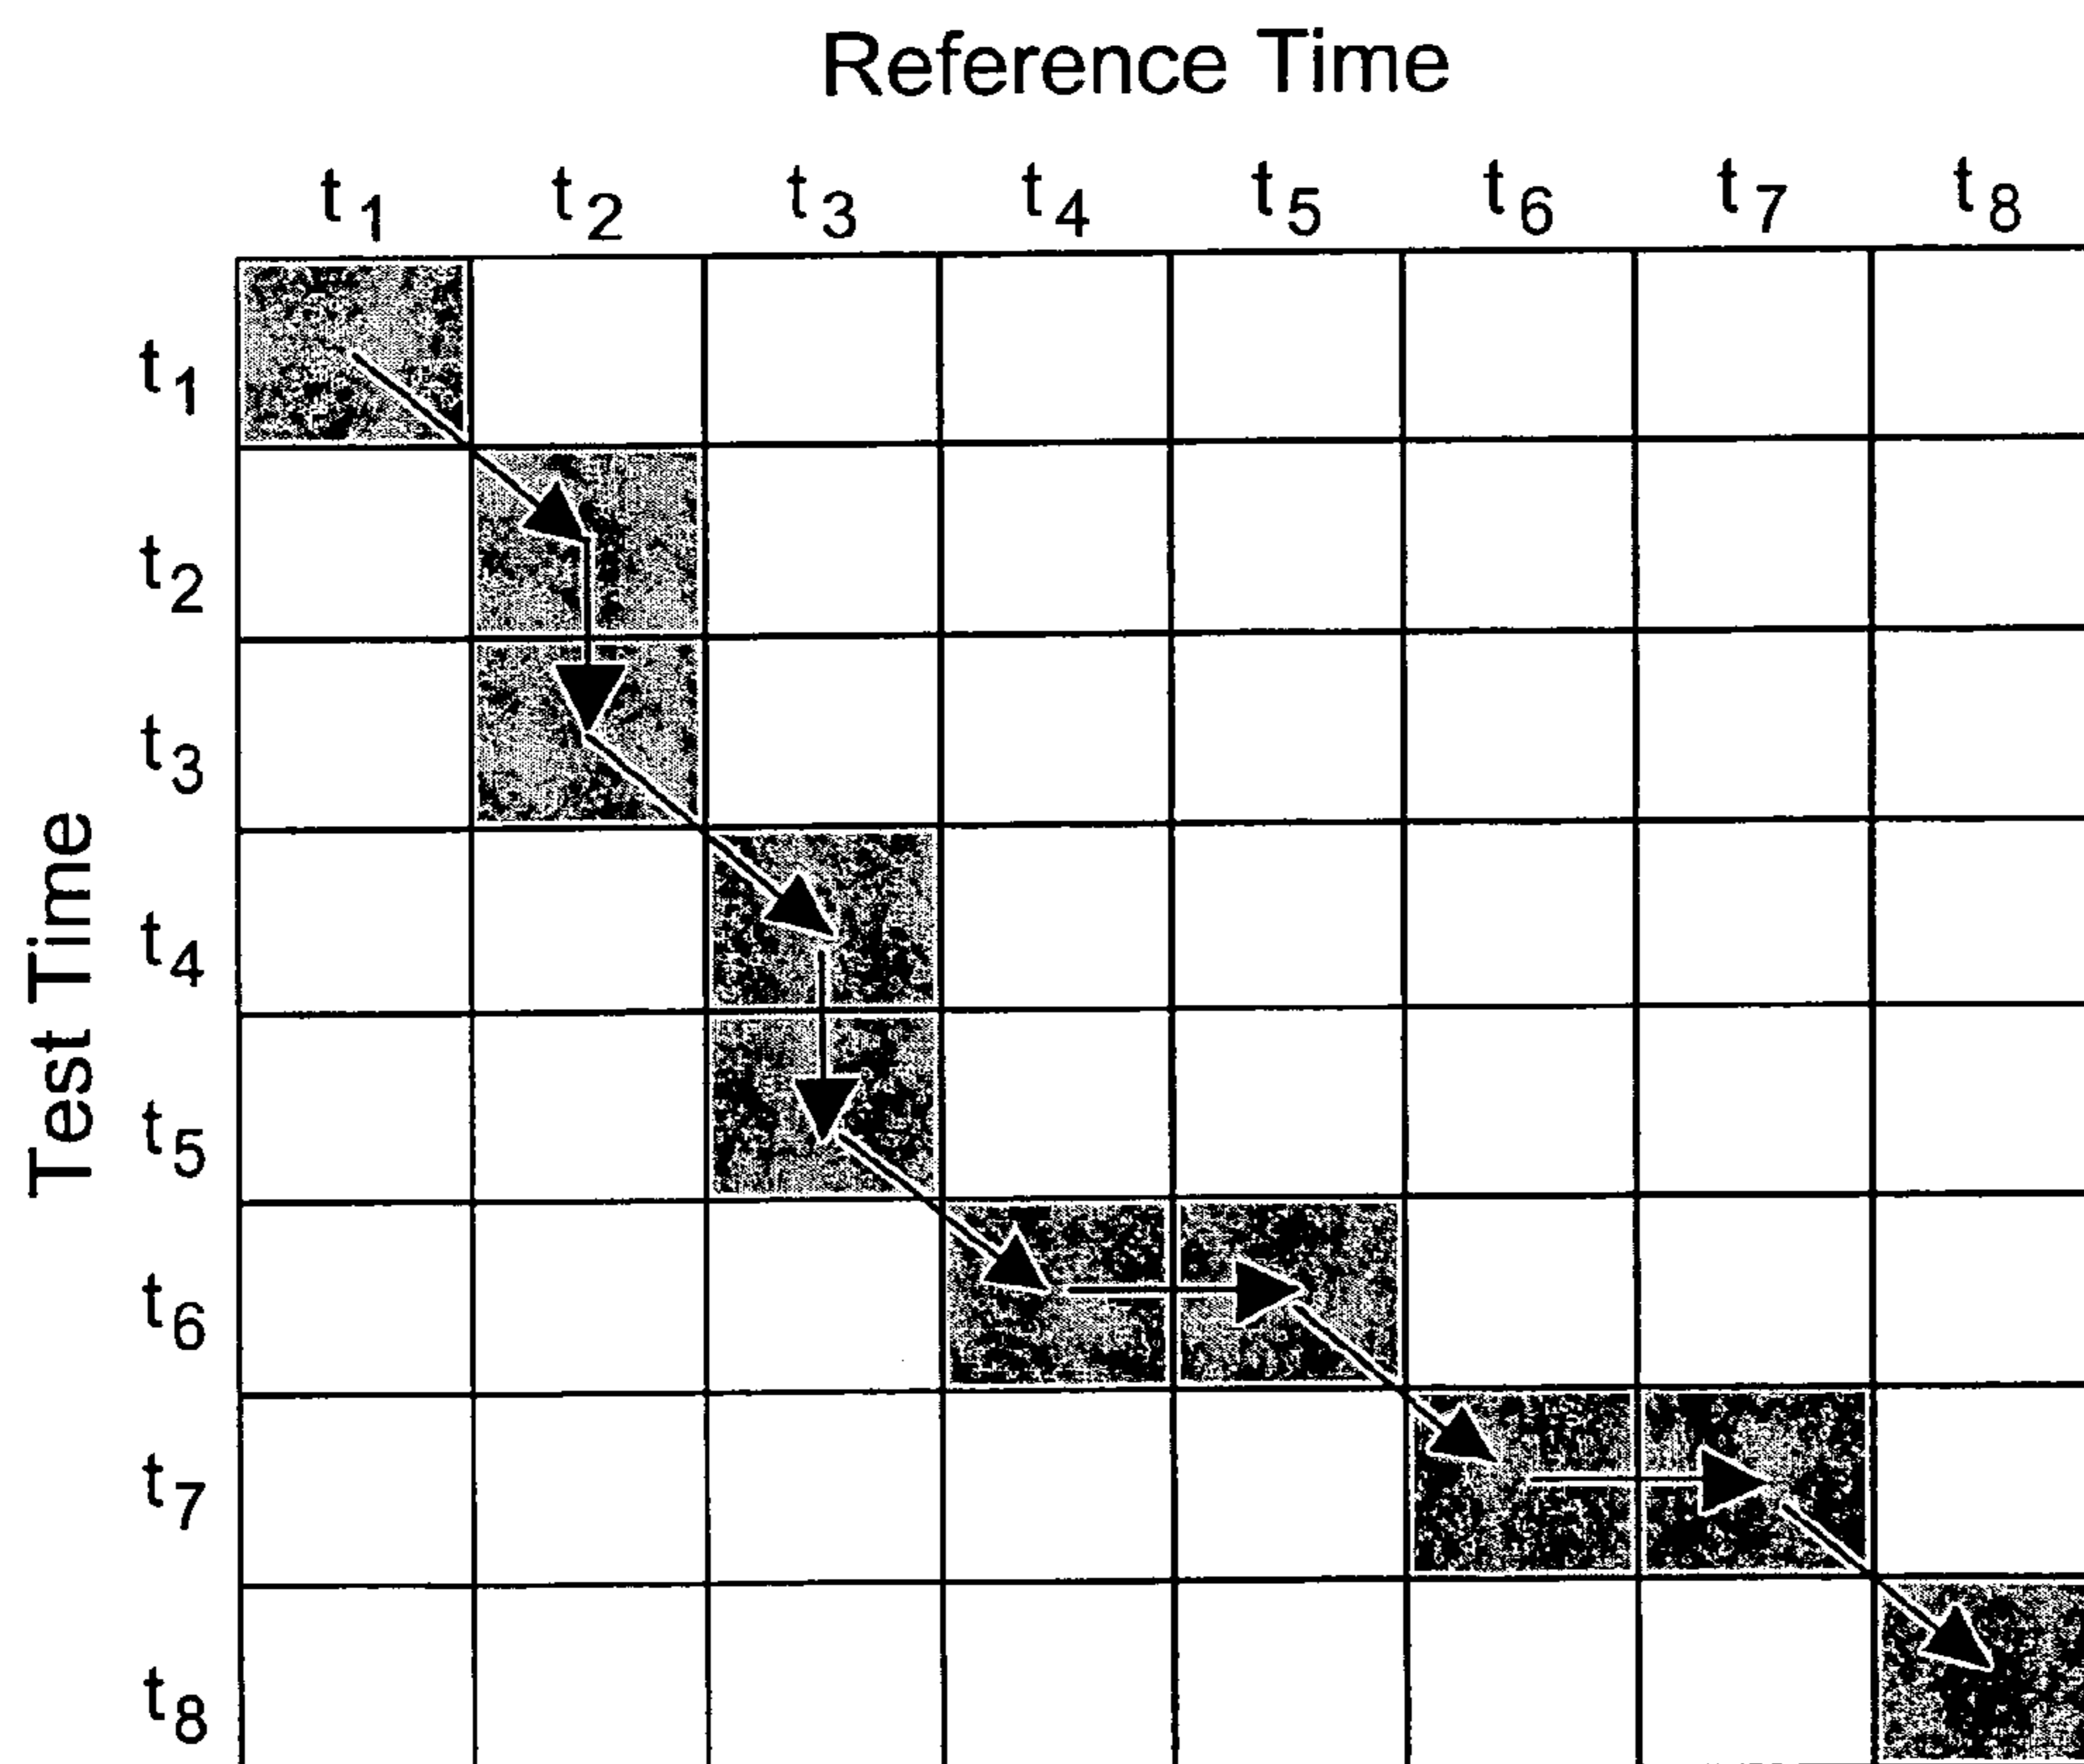 Reference Time
t1 t2 t3 t4 t5 t6 t7 t8
t1
t2
t3
t4
t5
t6
t7
t8
Test Time